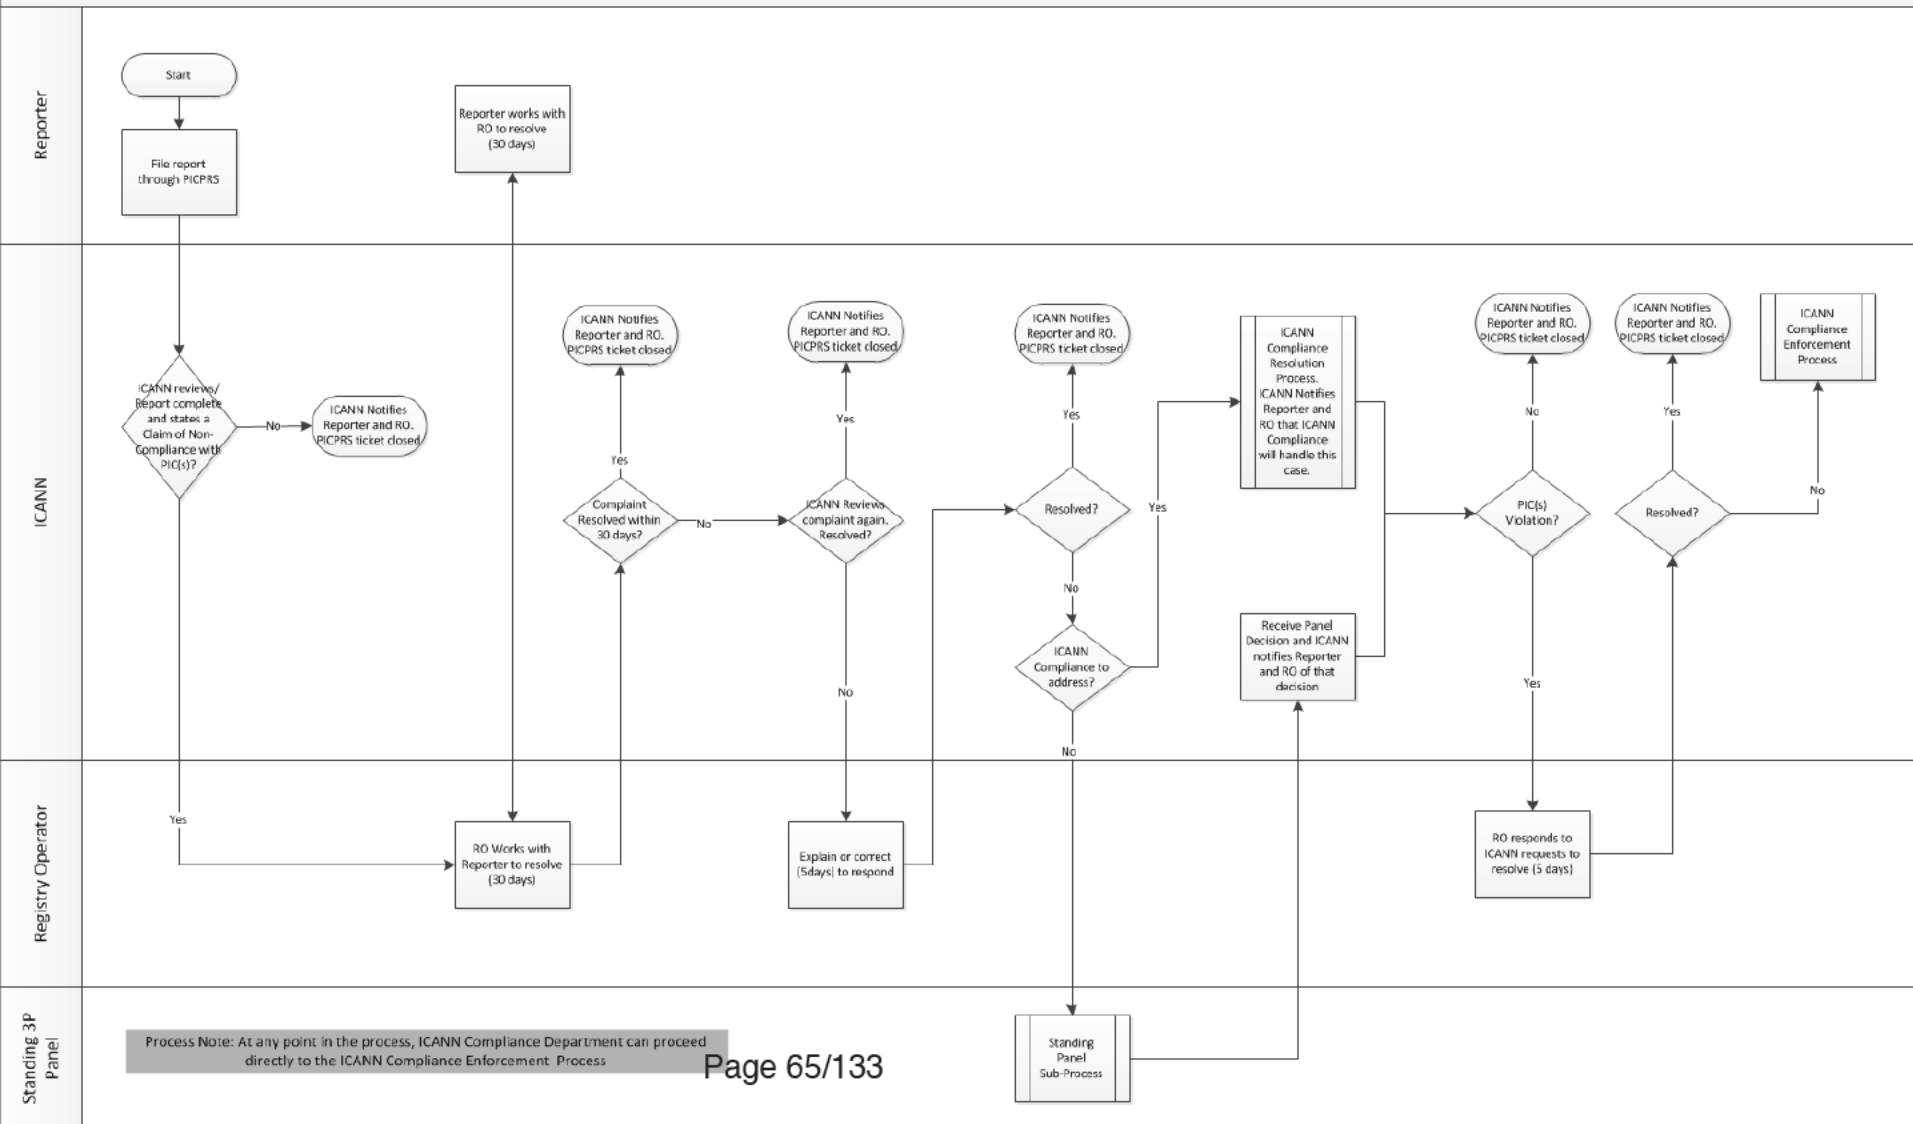 Reporter
Start
File report
through PICPRS
Reporter works with
RO to resolve
(30 days)
ICANN
ICANN reviews/
Report complete
and states a
Claim of Non-
Compliance with
PIC(s)?
No
ICANN Notifies
Reporter and RO.
PICPRS ticket closed
Yes
ICANN Notifies
Reporter and RO.
PICPRS ticket closed
Yes
Complaint
Resolved within
30 days?
No
ICANN Notifies
Reporter and RO.
PICPRS ticket closed
Yes
ICANN Reviews
complaint again.
Resolved?
No
ICANN Notifies
Reporter and RO.
PICPRS ticket closed
Yes
Resolved?
No
ICANN
Compliance to
address?
Yes
No
ICANN
Compliance
Resolution
Process.
ICANN Notifies
Reporter and
RO that ICANN
Compliance
will handle this
case.
Receive Panel
Decision and ICANN
notifies Reporter
and RO of that
decision
ICANN Notifies
Reporter and RO.
PICPRS ticket closed
No
PIC(s)
Violation?
Yes
ICANN Notifies
Reporter and RO.
PICPRS ticket closed
Yes
Resolved?
No
ICANN
Compliance
Enforcement
Process
Registry Operator
RO Works with
Reporter to resolve
(30 days)
Explain or correct
(5days) to respond
RO responds to
ICANN requests to
resolve (5 days)
Standing 3P
Panel
Process Note: At any point in the process, ICANN Compliance Department can proceed
directly to the ICANN Compliance Enforcement Process
Page 65/133
Standing
Panel
Sub-Process